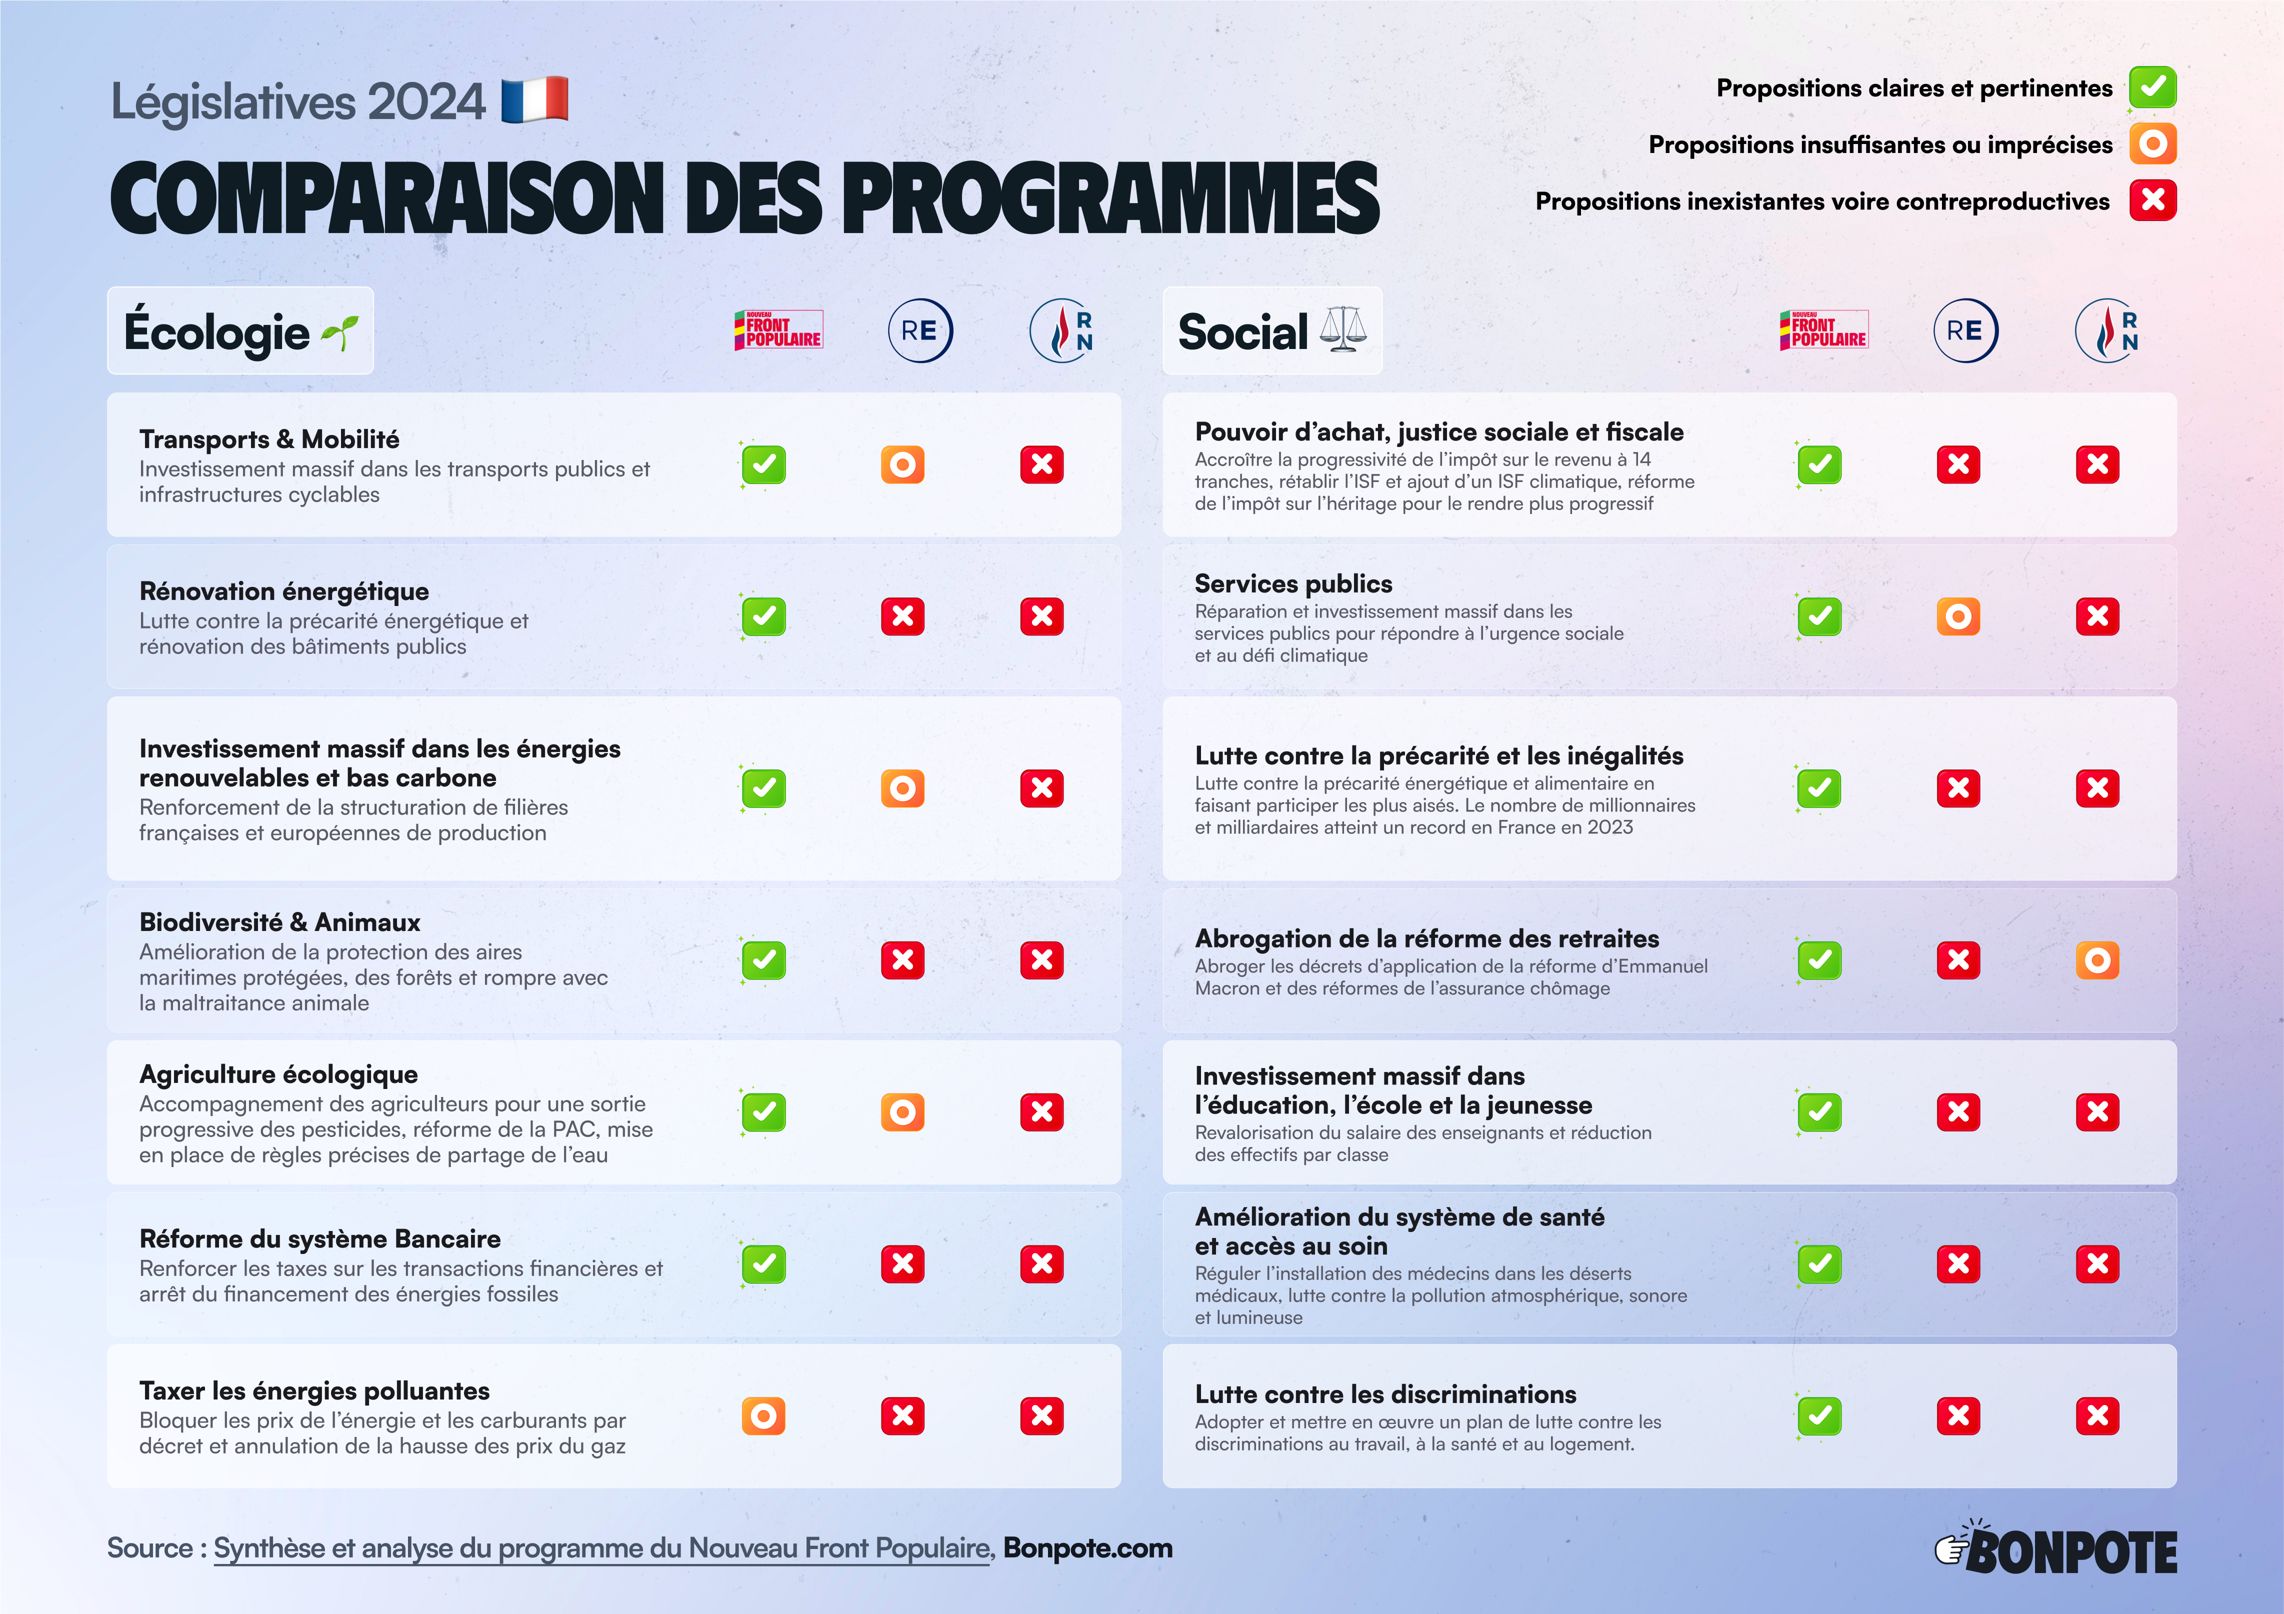 Législatives 2024
COMPARAISON DES PROGRAMMES
Propositions claires et pertinentes
Propositions insuffisantes ou imprécises
Propositions inexistantes voire contreproductives
Écologie
NOUVEAU
FRONT
POPULAIRE
RE
R
N
Transports & Mobilité
Investissement massif dans les transports publics et
infrastructures cyclables
Rénovation énergétique
Lutte contre la précarité énergétique et
rénovation des bâtiments publics
Investissement massif dans les énergies
renouvelables et bas carbone
Renforcement de la structuration de filières
françaises et européennes de production
Biodiversité & Animaux
Amélioration de la protection des aires
maritimes protégées, des forêts et rompre avec
la maltraitance animale
Agriculture écologique
Accompagnement des agriculteurs pour une sortie
progressive des pesticides, réforme de la PAC, mise
en place de règles précises de partage de l'eau
Réforme du système Bancaire
Renforcer les taxes sur les transactions financières et
arrêt du financement des énergies fossiles
Taxer les énergies polluantes
Bloquer les prix de l'énergie et les carburants par
décret et annulation de la hausse des prix du gaz
Social
NOUVEAU
FRONT
POPULAIRE
RE
R
N
Pouvoir d'achat, justice sociale et fiscale
Accroître la progressivité de l'impôt sur le revenu à 14
tranches, rétablir l'ISF et ajout d'un ISF climatique, réforme
de l'impôt sur l'héritage pour le rendre plus progressif
Services publics
Réparation et investissement massif dans les
services publics pour répondre à l'urgence sociale
et au défi climatique
Lutte contre la précarité et les inégalités
Lutte contre la précarité énergétique et alimentaire en
faisant participer les plus aisés. Le nombre de millionnaires
et milliardaires atteint un record en France en 2023
Abrogation de la réforme des retraites
Abroger les décrets d'application de la réforme d'Emmanuel
Macron et des réformes de l'assurance chômage
Investissement massif dans
l'éducation, l'école et la jeunesse
Revalorisation du salaire des enseignants et réduction
des effectifs par classe
Amélioration du système de santé
et accès au soin
Réguler l'installation des médecins dans les déserts
médicaux, lutte contre la pollution atmosphérique, sonore
et lumineuse
Lutte contre les discriminations
Adopter et mettre en œuvre un plan de lutte contre les
discriminations au travail, à la santé et au logement.
Source : Synthèse et analyse du programme du Nouveau Front Populaire, Bonpote.com
BONPOTE